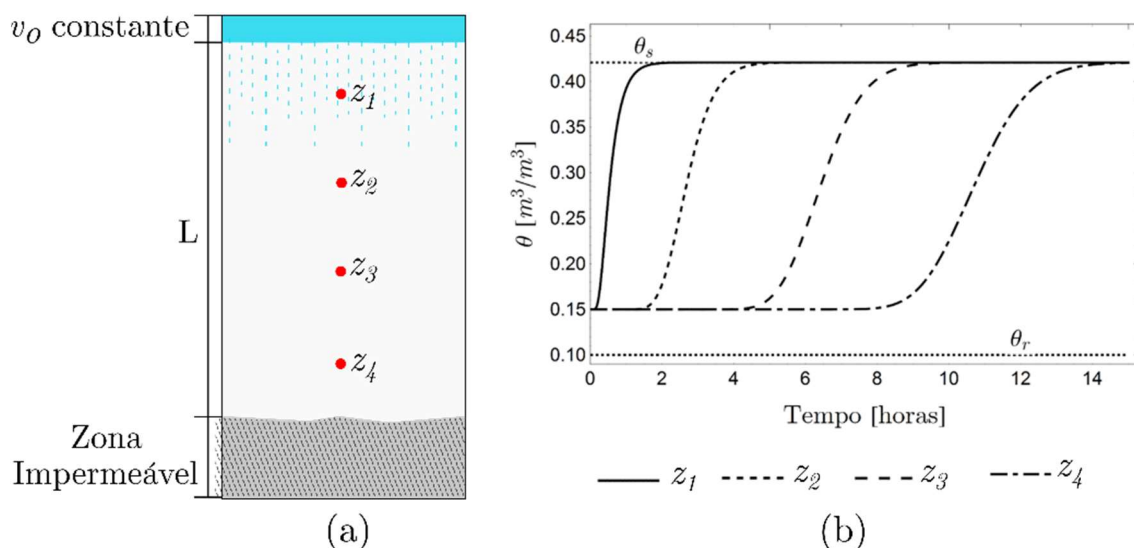 v_O constante
z_1
z_2
L
z_3
z_4
Zona
Impermeável
(a)
0.45
θ_s
0.40
0.35
0.30
0.25
0.20
0.15
0.10
θ_r
θ [m^3/m^3]
0 2 4 6 8 10 12 14
Tempo [horas]
z_1 z_2 z_3 z_4
(b)